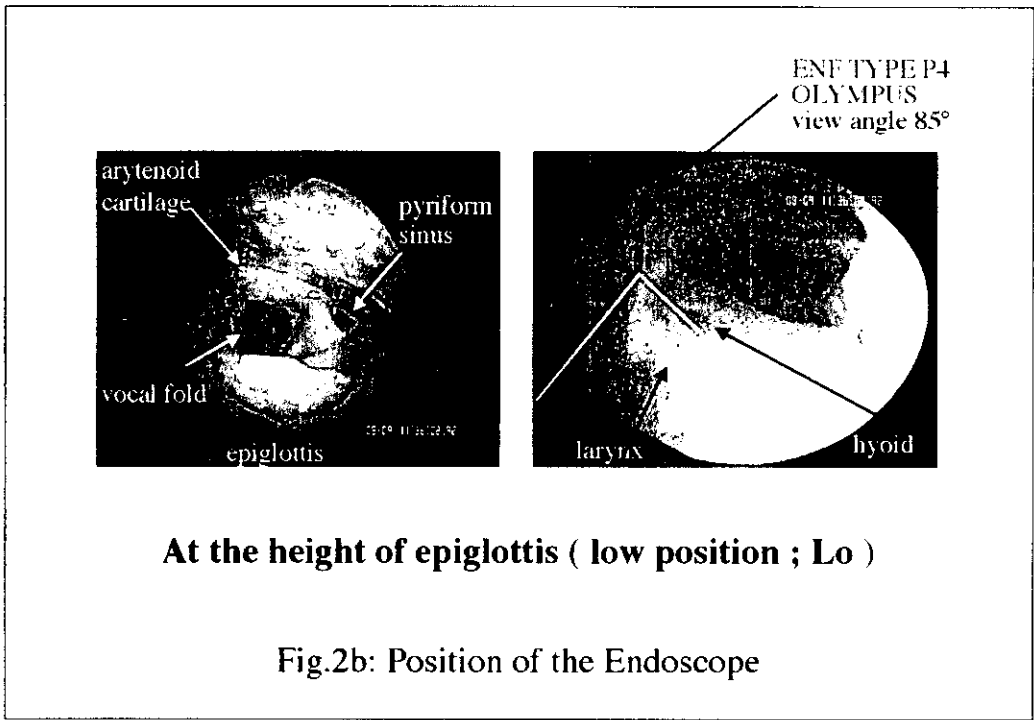 ENF TYPE P4
OLYMPUS
view angle 85°
arytenoid
cartilage
pyriform
sinus
vocal fold
epiglottis
larynx
hyoid
At the height of epiglottis ( low position ; Lo )
Fig.2b: Position of the Endoscope